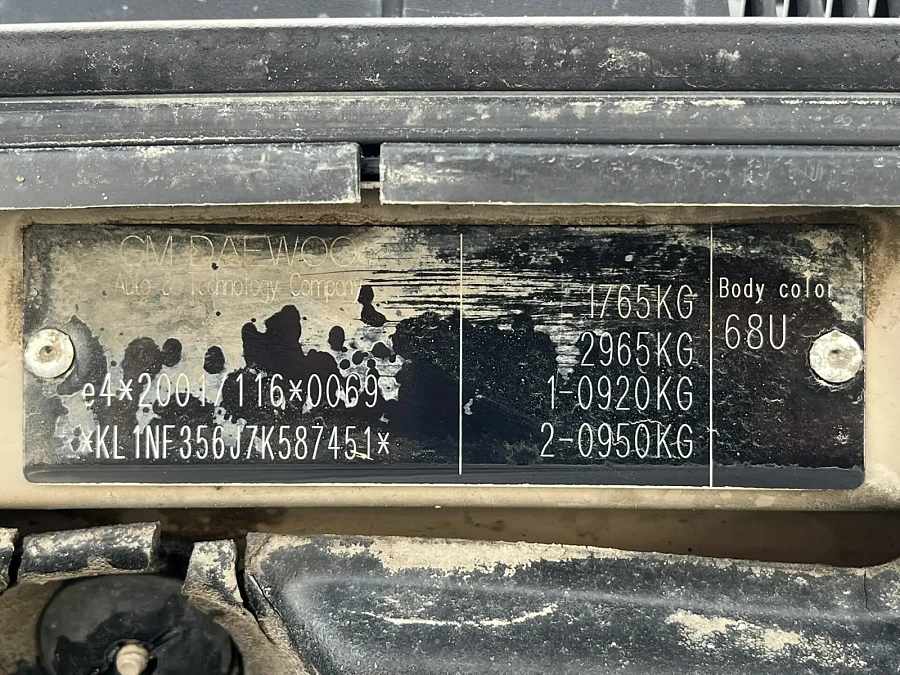 GM DAEWOO
Auto & Technology Company
e4*2001/116*0069
*KL1NF356J7K587451*
1765KG
2965KG
1-0920KG
2-0950KG
Body color
68U